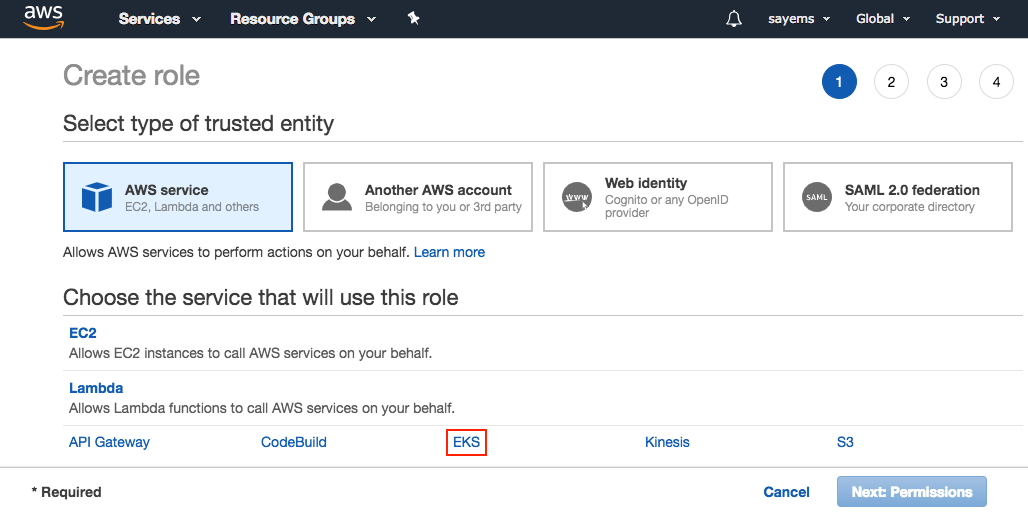 aws Services Resource Groups sayems Global Support
Create role
1 2 3 4
Select type of trusted entity
AWS service
EC2, Lambda and others
Another AWS account
Belonging to you or 3rd party
WWW
Web identity
Cognito or any OpenID
provider
SAML
SAML 2.0 federation
Your corporate directory
Allows AWS services to perform actions on your behalf. Learn more
Choose the service that will use this role
EC2
Allows EC2 instances to call AWS services on your behalf.
Lambda
Allows Lambda functions to call AWS services on your behalf.
API Gateway CodeBuild EKS Kinesis S3
* Required Cancel Next: Permissions